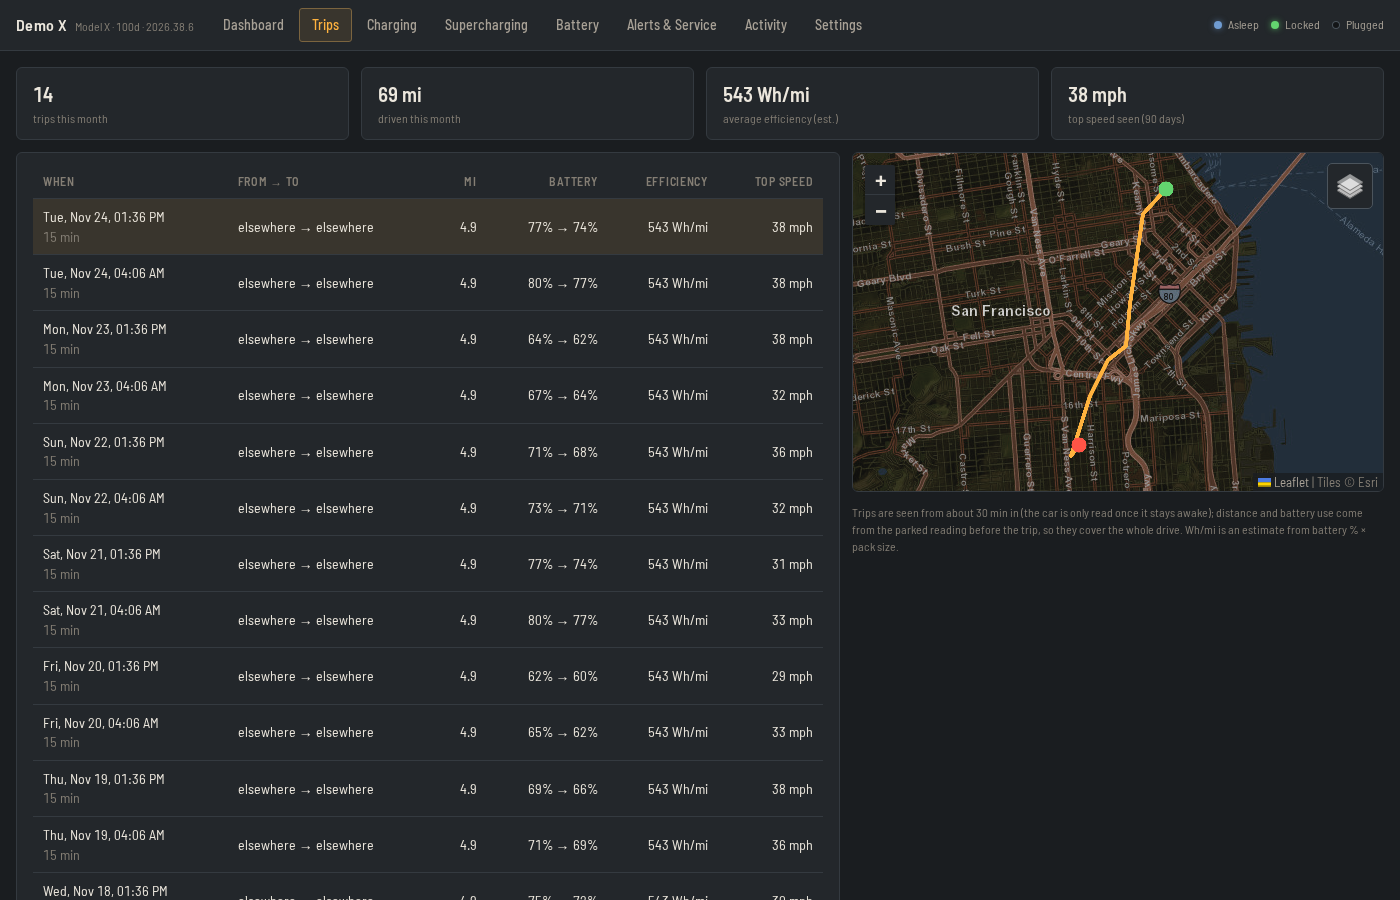 Demo X Model X · 100d · 2026.38.6 Dashboard Trips Charging Supercharging Battery Alerts & Service Activity Settings Asleep Locked Plugged
14
trips this month
69 mi
driven this month
543 Wh/mi
average efficiency (est.)
38 mph
top speed seen (90 days)
WHEN FROM → TO MI BATTERY EFFICIENCY TOP SPEED
Tue, Nov 24, 01:36 PM
15 min
elsewhere → elsewhere 4.9 77% → 74% 543 Wh/mi 38 mph
Tue, Nov 24, 04:06 AM
15 min
elsewhere → elsewhere 4.9 80% → 77% 543 Wh/mi 38 mph
Mon, Nov 23, 01:36 PM
15 min
elsewhere → elsewhere 4.9 64% → 62% 543 Wh/mi 38 mph
Mon, Nov 23, 04:06 AM
15 min
elsewhere → elsewhere 4.9 67% → 64% 543 Wh/mi 32 mph
Sun, Nov 22, 01:36 PM
15 min
elsewhere → elsewhere 4.9 71% → 68% 543 Wh/mi 36 mph
Sun, Nov 22, 04:06 AM
15 min
elsewhere → elsewhere 4.9 73% → 71% 543 Wh/mi 32 mph
Sat, Nov 21, 01:36 PM
15 min
elsewhere → elsewhere 4.9 77% → 74% 543 Wh/mi 31 mph
Sat, Nov 21, 04:06 AM
15 min
elsewhere → elsewhere 4.9 80% → 77% 543 Wh/mi 33 mph
Fri, Nov 20, 01:36 PM
15 min
elsewhere → elsewhere 4.9 62% → 60% 543 Wh/mi 29 mph
Fri, Nov 20, 04:06 AM
15 min
elsewhere → elsewhere 4.9 65% → 62% 543 Wh/mi 33 mph
Thu, Nov 19, 01:36 PM
15 min
elsewhere → elsewhere 4.9 69% → 66% 543 Wh/mi 38 mph
Thu, Nov 19, 04:06 AM
15 min
elsewhere → elsewhere 4.9 71% → 69% 543 Wh/mi 36 mph
Wed, Nov 18, 01:36 PM
+
−
Divisadero St
Fillmore St
Gough St
Hyde St
Pine St
Bush St
Geary Blvd
Geary
O'Farrell St
Turk St
Larkin St
Van Ness Ave
Masonic Ave
San Francisco
Fell St
Oak St
Mission St
1st St
2nd St
3rd St
Bryant St
King St
80
8th St
9th St
10th St
Townsend St
7th St
Central Fwy
16th St
Mariposa St
17th St
Market St
Castro
Guerrero St
S Van Ness Av
Harrison St
Potrero
Leaflet | Tiles © Esri
Trips are seen from about 30 min in (the car is only read once it stays awake); distance and battery use come
from the parked reading before the trip, so they cover the whole drive. Wh/mi is an estimate from battery % ×
pack size.